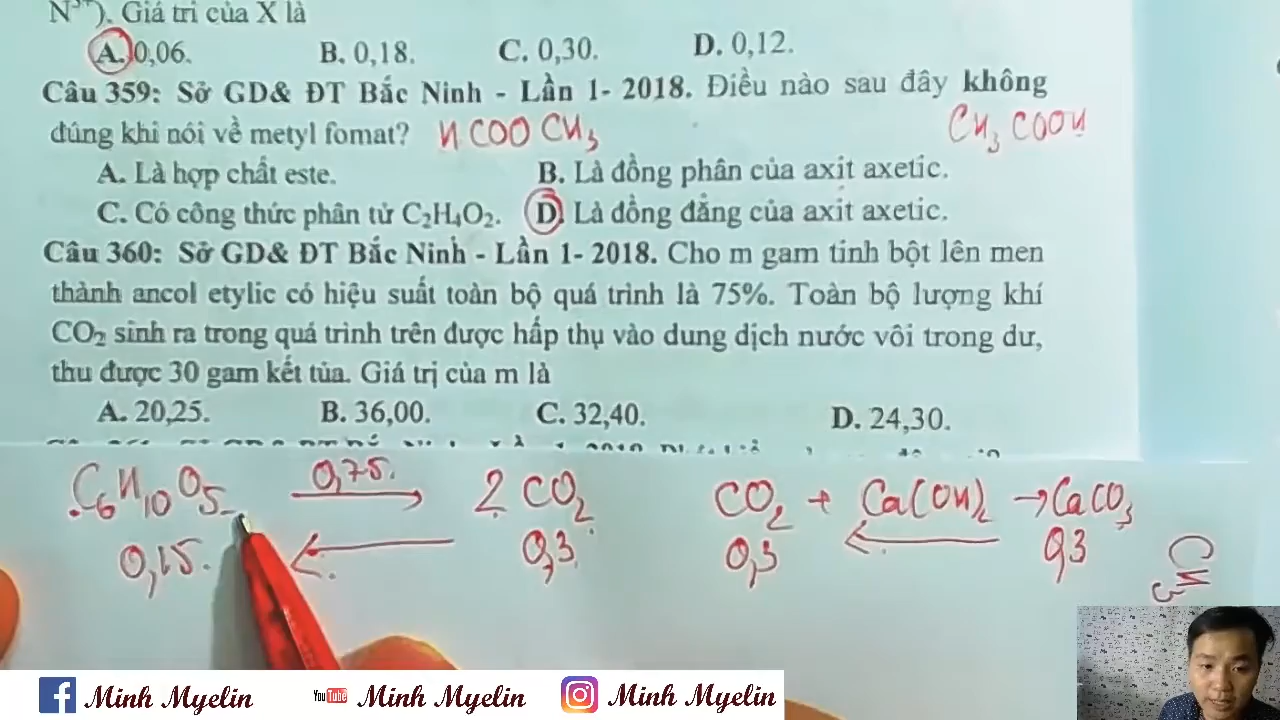 N³⁺). Giá trị của X là
A. 0,06. B. 0,18. C. 0,30. D. 0,12.
Câu 359: Sở GD& ĐT Bắc Ninh - Lần 1- 2018. Điều nào sau đây không
đúng khi nói về metyl fomat? HCOOCH₃ CH₃COOH
A. Là hợp chất este. B. Là đồng phân của axit axetic.
C. Có công thức phân tử C₂H₄O₂. D. Là đồng đẳng của axit axetic.
Câu 360: Sở GD& ĐT Bắc Ninh - Lần 1- 2018. Cho m gam tinh bột lên men
thành ancol etylic có hiệu suất toàn bộ quá trình là 75%. Toàn bộ lượng khí
CO₂ sinh ra trong quá trình trên được hấp thụ vào dung dịch nước vôi trong dư,
thu được 30 gam kết tủa. Giá trị của m là
A. 20,25. B. 36,00. C. 32,40. D. 24,30.
C₆H₁₀O₅ 0,75. → 2CO₂ CO₂ + Ca(OH)₂ → CaCO₃
0,15. ← 0,3 0,3 ← 0,3
CH₃
Minh Myelin YouTube Minh Myelin Minh Myelin